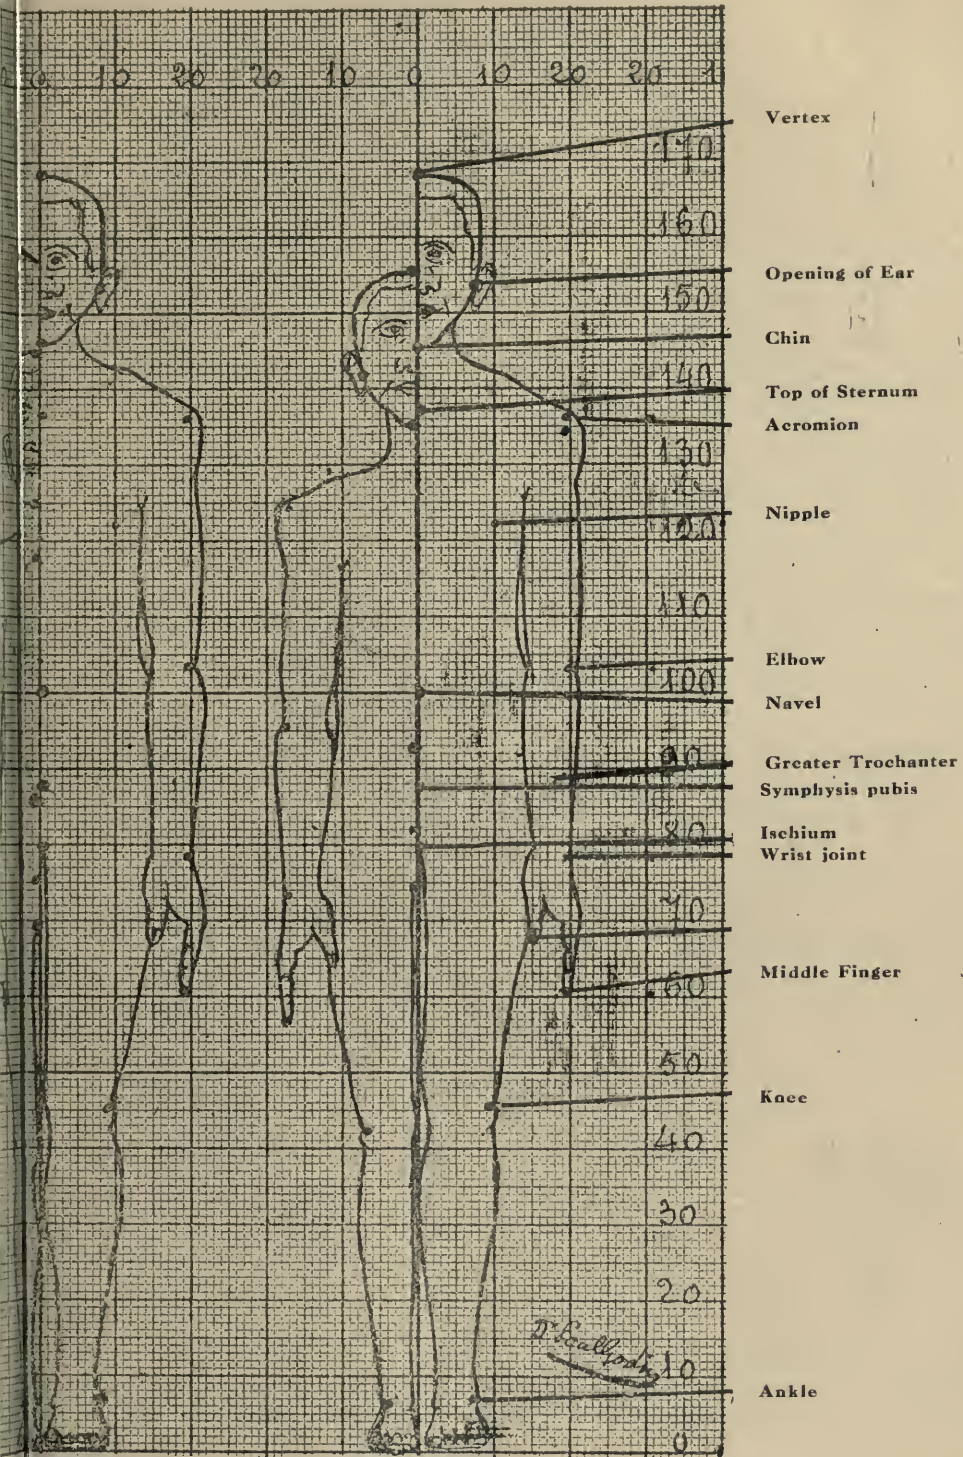 0 10 20 20 10 0 10 20 20
Vertex
170
160
Opening of Ear
150
Chin
140
Top of Sternum
Acromion
130
Nipple
120
110
Elbow
100
Navel
90
Greater Trochanter
Symphysis pubis
80
Ischium
Wrist joint
70
Middle Finger
60
50
Knee
40
30
20
10
Ankle
0